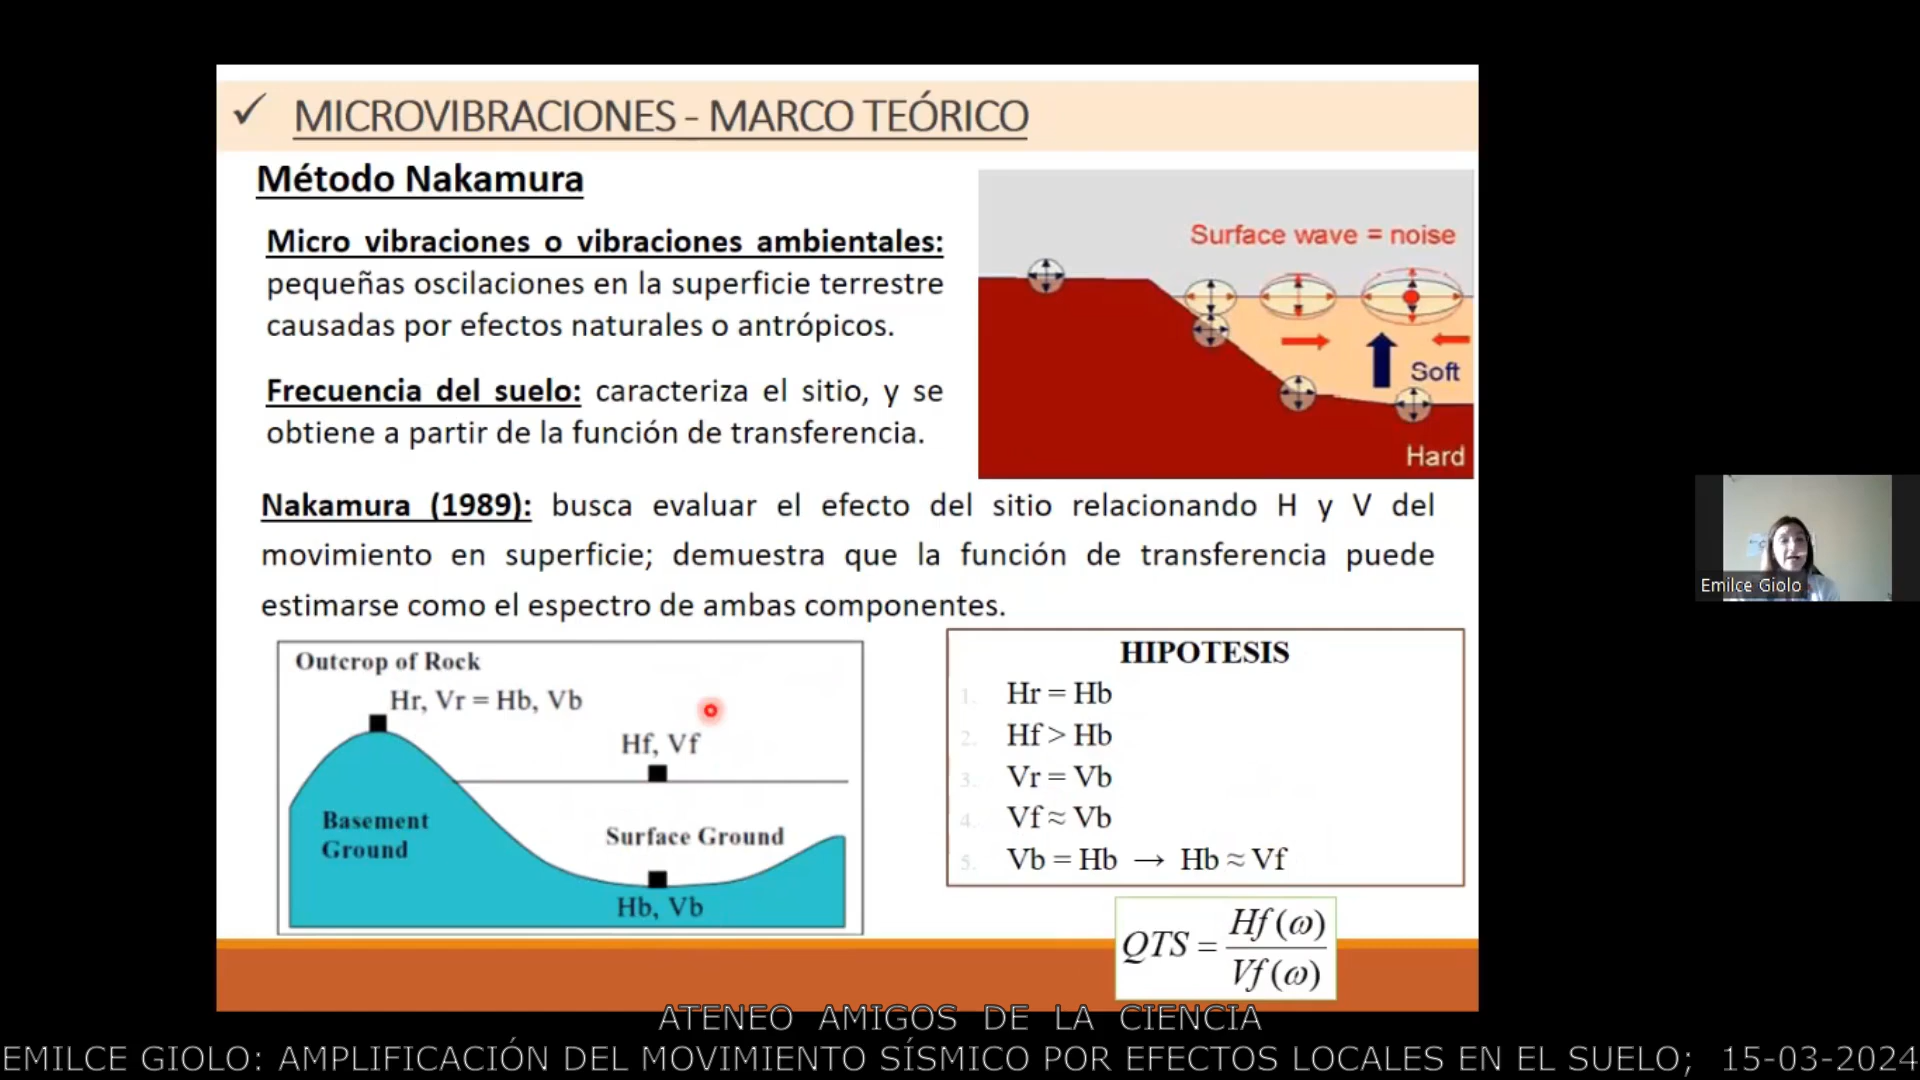 ✓ MICROVIBRACIONES - MARCO TEÓRICO
Método Nakamura
Micro vibraciones o vibraciones ambientales:
pequeñas oscilaciones en la superficie terrestre
causadas por efectos naturales o antrópicos.
Frecuencia del suelo: caracteriza el sitio, y se
obtiene a partir de la función de transferencia.
Surface wave = noise
Soft
Hard
Nakamura (1989): busca evaluar el efecto del sitio relacionando H y V del
movimiento en superficie; demuestra que la función de transferencia puede
estimarse como el espectro de ambas componentes.
Outcrop of Rock
Hr, Vr = Hb, Vb
Hf, Vf
Basement
Ground
Surface Ground
Hb, Vb
HIPOTESIS
1. Hr = Hb
2. Hf > Hb
3. Vr = Vb
4. Vf ≈ Vb
5. Vb = Hb → Hb ≈ Vf
QTS = Hf(ω) / Vf(ω)
Emilce Giolo
ATENEO AMIGOS DE LA CIENCIA
EMILCE GIOLO: AMPLIFICACIÓN DEL MOVIMIENTO SÍSMICO POR EFECTOS LOCALES EN EL SUELO; 15-03-2024